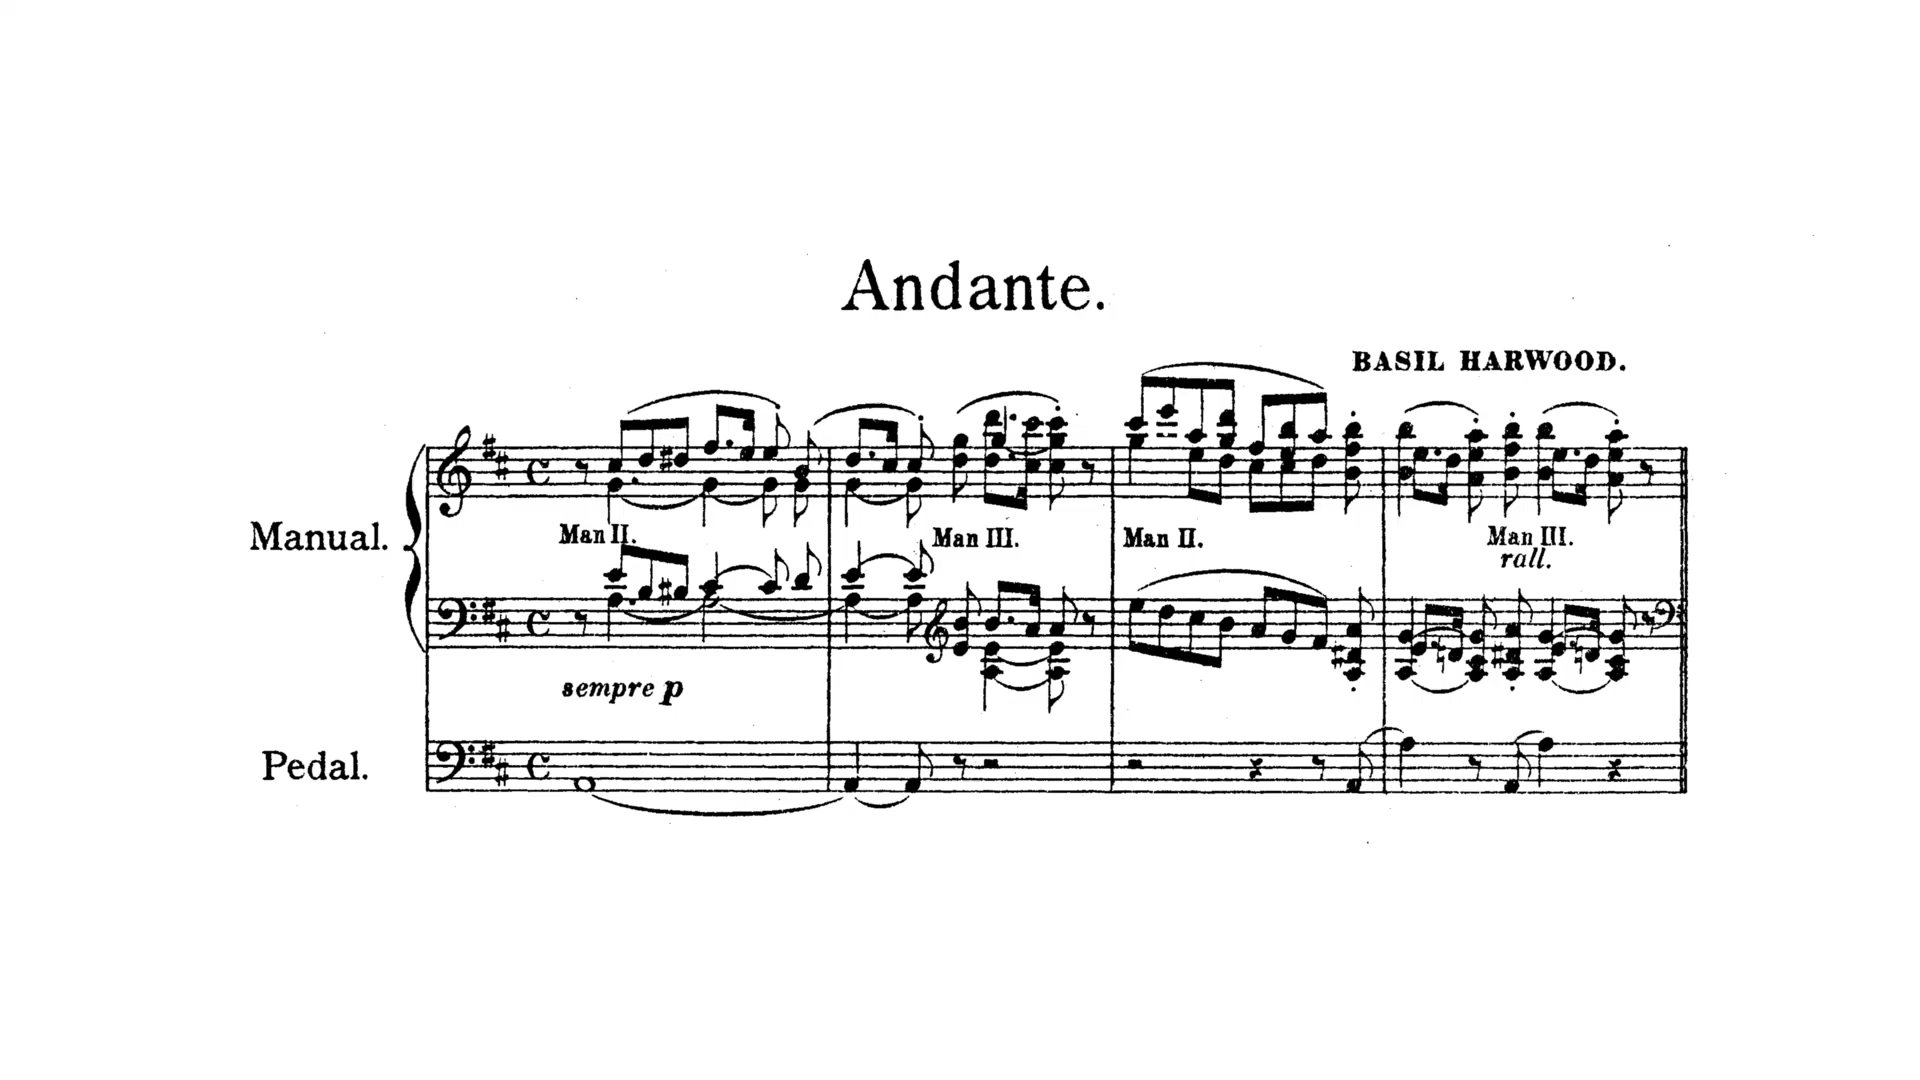 Andante.
BASIL HARWOOD.
Manual.
Man II.
Man III.
Man II.
Man III.
rall.
sempre p
Pedal.